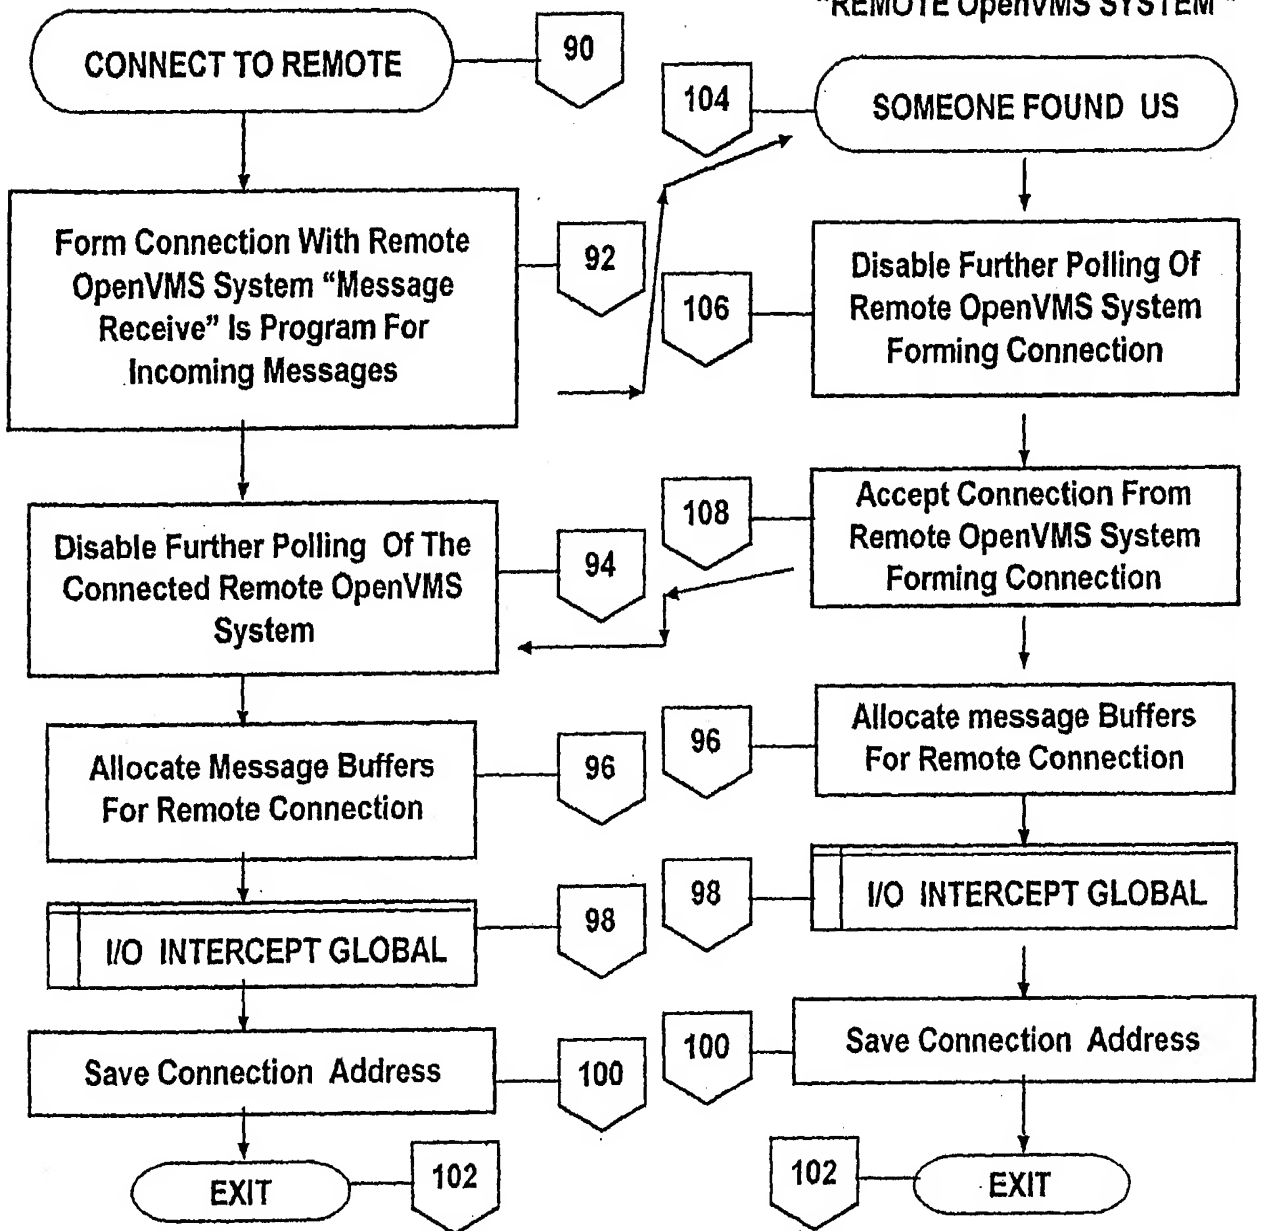 "REMOTE OpenVMS SYSTEM"
CONNECT TO REMOTE
90
Form Connection With Remote
OpenVMS System “Message
Receive” Is Program For
Incoming Messages
92
Disable Further Polling Of The
Connected Remote OpenVMS
System
94
Allocate Message Buffers
For Remote Connection
96
I/O INTERCEPT GLOBAL
98
Save Connection Address
100
EXIT
102
104
SOMEONE FOUND US
106
Disable Further Polling Of
Remote OpenVMS System
Forming Connection
108
Accept Connection From
Remote OpenVMS System
Forming Connection
96
Allocate message Buffers
For Remote Connection
98
I/O INTERCEPT GLOBAL
100
Save Connection Address
102
EXIT